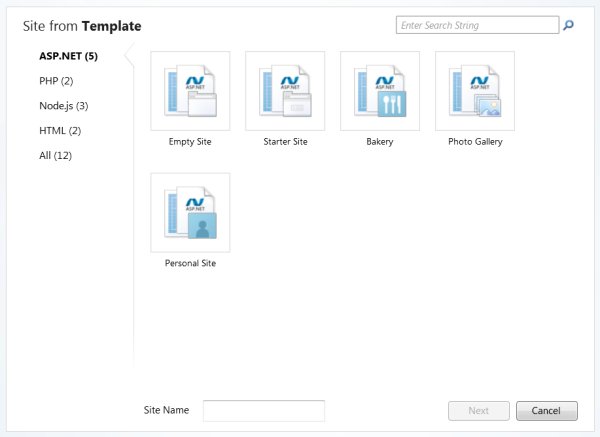 Site from Template
Enter Search String
ASP.NET (5)
PHP (2)
Node.js (3)
HTML (2)
All (12)
ASP.NET
ASP.NET
ASP.NET
ASP.NET
Empty Site
Starter Site
Bakery
Photo Gallery
ASP.NET
Personal Site
Site Name
Next
Cancel